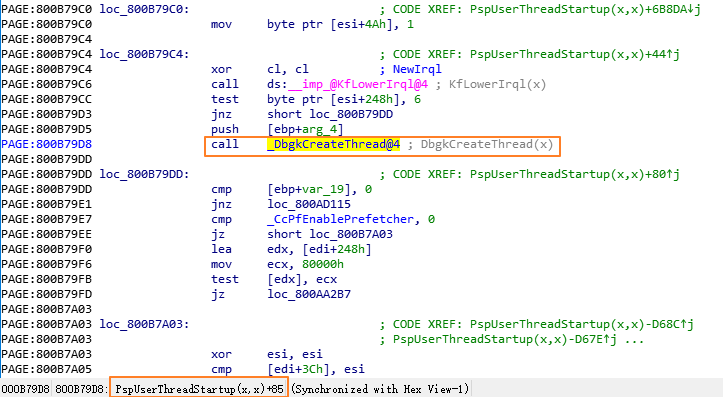 PAGE:800B79C0 loc_800B79C0: ; CODE XREF: PspUserThreadStartup(x,x)+6B8DA↓j
PAGE:800B79C0 mov byte ptr [esi+4Ah], 1
PAGE:800B79C4
PAGE:800B79C4 loc_800B79C4: ; CODE XREF: PspUserThreadStartup(x,x)+44↑j
PAGE:800B79C4 xor cl, cl ; NewIrql
PAGE:800B79C6 call ds:__imp_@KfLowerIrql@4 ; KfLowerIrql(x)
PAGE:800B79CC test byte ptr [esi+248h], 6
PAGE:800B79D3 jnz short loc_800B79DD
PAGE:800B79D5 push [ebp+arg_4]
PAGE:800B79D8 call _DbgkCreateThread@4 ; DbgkCreateThread(x)
PAGE:800B79DD
PAGE:800B79DD loc_800B79DD: ; CODE XREF: PspUserThreadStartup(x,x)+80↑j
PAGE:800B79DD cmp [ebp+var_19], 0
PAGE:800B79E1 jnz loc_800AD115
PAGE:800B79E7 cmp _CcPfEnablePrefetcher, 0
PAGE:800B79EE jz short loc_800B7A03
PAGE:800B79F0 lea edx, [edi+248h]
PAGE:800B79F6 mov ecx, 80000h
PAGE:800B79FB test [edx], ecx
PAGE:800B79FD jz loc_800AA2B7
PAGE:800B7A03
PAGE:800B7A03 loc_800B7A03: ; CODE XREF: PspUserThreadStartup(x,x)-D68C↑j
PAGE:800B7A03 ; PspUserThreadStartup(x,x)-D67E↑j ...
PAGE:800B7A03 xor esi, esi
PAGE:800B7A05 cmp [edi+3Ch], esi
000B79D8 800B79D8: PspUserThreadStartup(x,x)+85 (Synchronized with Hex View-1)